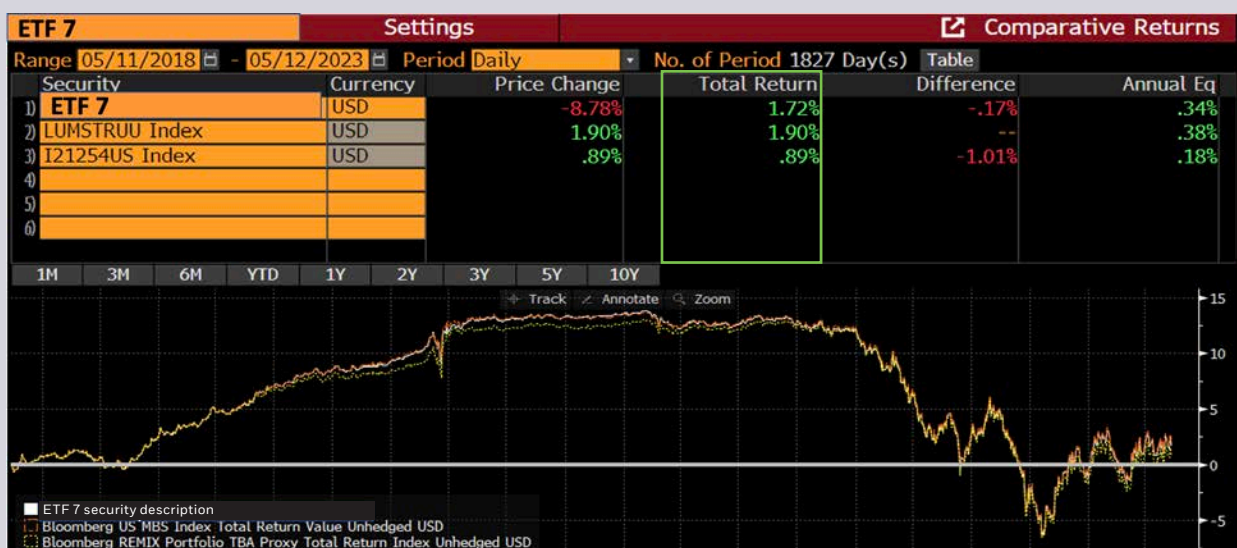 ETF 7 Settings Comparative Returns
Range 05/11/2018 - 05/12/2023 Period Daily No. of Period 1827 Day(s) Table
Security Currency Price Change Total Return Difference Annual Eq
1) ETF 7 USD -8.78% 1.72% -.17% .34%
2) LUMSTRUU Index USD 1.90% 1.90% -- .38%
3) I21254US Index USD .89% .89% -1.01% .18%
4)
5)
6)
1M 3M 6M YTD 1Y 2Y 3Y 5Y 10Y
Track Annotate Zoom
15
10
5
0
-5
ETF 7 security description
Bloomberg US MBS Index Total Return Value Unhedged USD
Bloomberg REMIX Portfolio TBA Proxy Total Return Index Unhedged USD